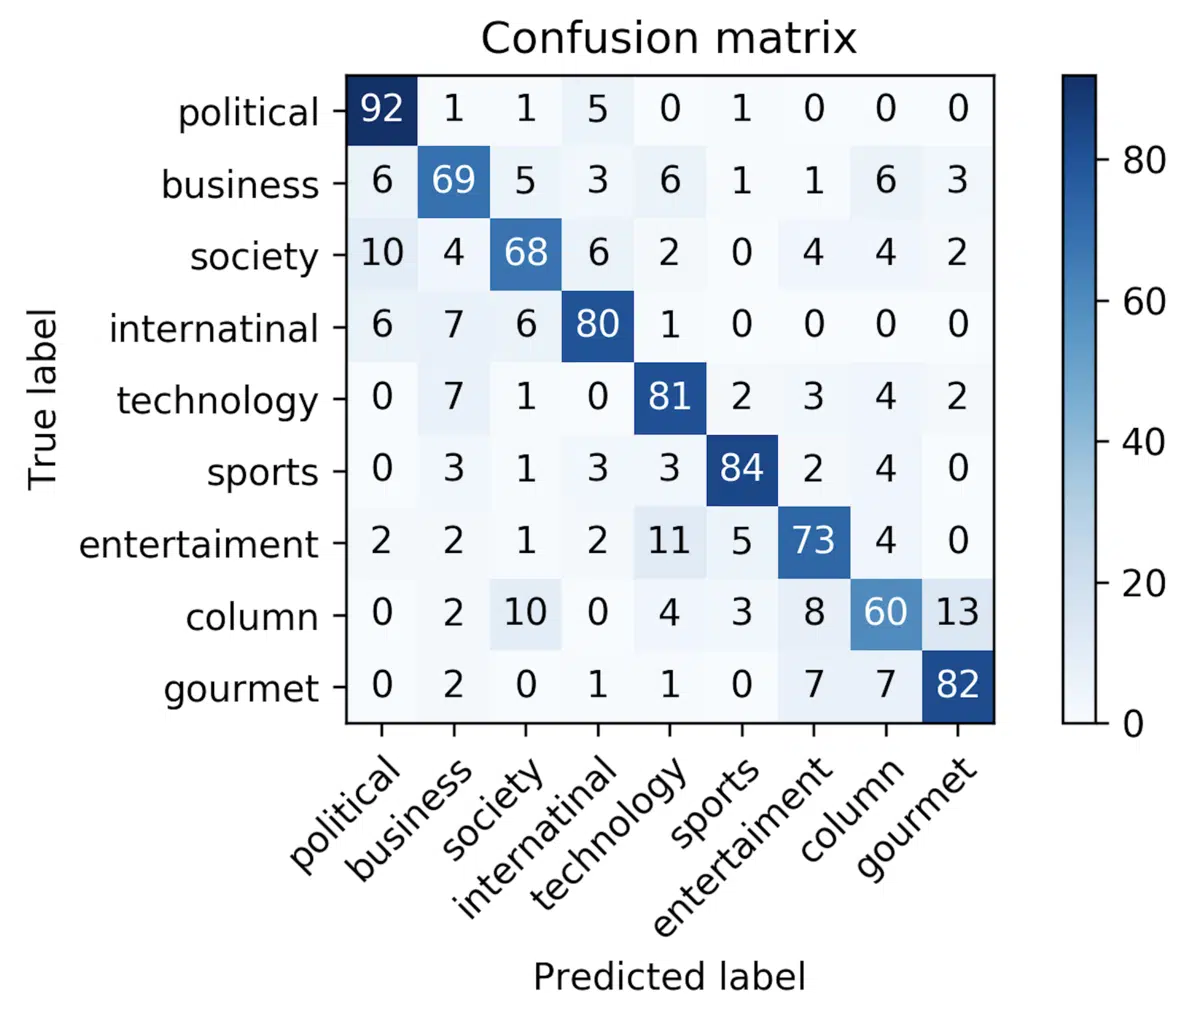 Confusion matrix
political 92 1 1 5 0 1 0 0 0
business 6 69 5 3 6 1 1 6 3
society 10 4 68 6 2 0 4 4 2
internatinal 6 7 6 80 1 0 0 0 0
technology 0 7 1 0 81 2 3 4 2
sports 0 3 1 3 3 84 2 4 0
entertaiment 2 2 1 2 11 5 73 4 0
column 0 2 10 0 4 3 8 60 13
gourmet 0 2 0 1 1 0 7 7 82
True label
political business society internatinal technology sports entertaiment column gourmet
Predicted label
80
60
40
20
0